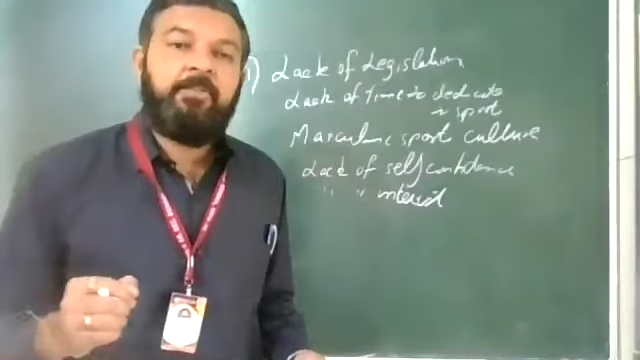 1) Lack of Legislation
Lack of Time to dedicate
to sport
Masculine sport culture
Lack of self confidence
" " interest